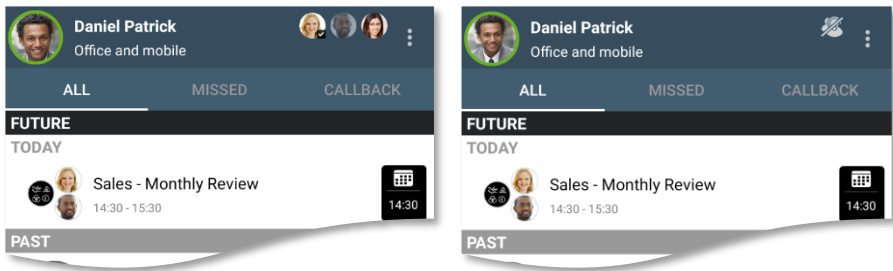 Daniel Patrick
Office and mobile
ALL MISSED CALLBACK
FUTURE
TODAY
Sales - Monthly Review
14:30 - 15:30
14:30
PAST
Daniel Patrick
Office and mobile
ALL MISSED CALLBACK
FUTURE
TODAY
Sales - Monthly Review
14:30 - 15:30
14:30
PAST